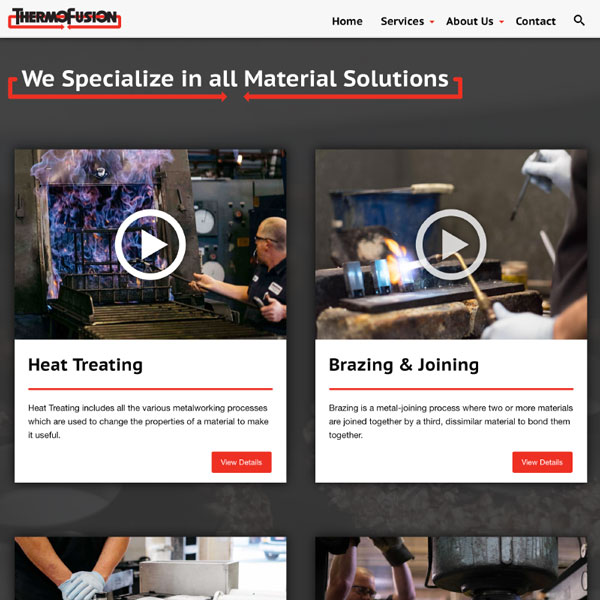 THERMOFUSION
Home Services About Us Contact
We Specialize in all Material Solutions
Heat Treating
Heat Treating includes all the various metalworking processes
which are used to change the properties of a material to make
it useful.
View Details
Brazing & Joining
Brazing is a metal-joining process where two or more materials
are joined together by a third, dissimilar material to bond them
together.
View Details